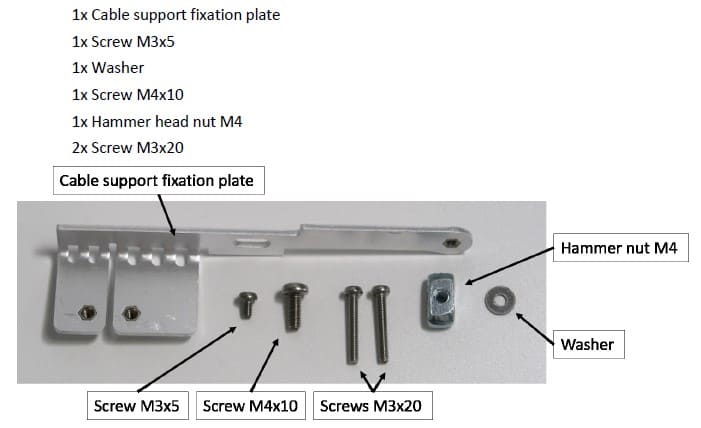 1x Cable support fixation plate
1x Screw M3x5
1x Washer
1x Screw M4x10
1x Hammer head nut M4
2x Screw M3x20
Cable support fixation plate
Hammer nut M4
Washer
Screw M3x5
Screw M4x10
Screws M3x20